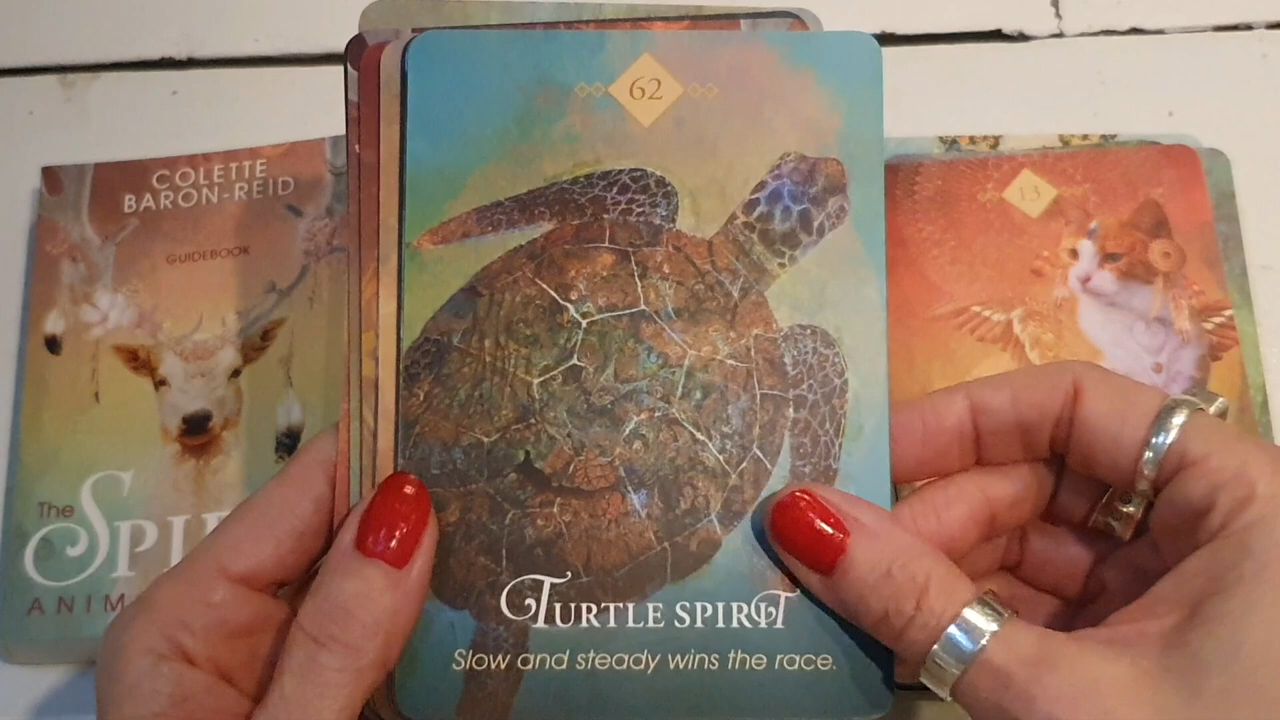 COLETTE
BARON-REID
GUIDEBOOK
The
SPI
ANIM
62
TURTLE SPIRIT
Slow and steady wins the race.
13